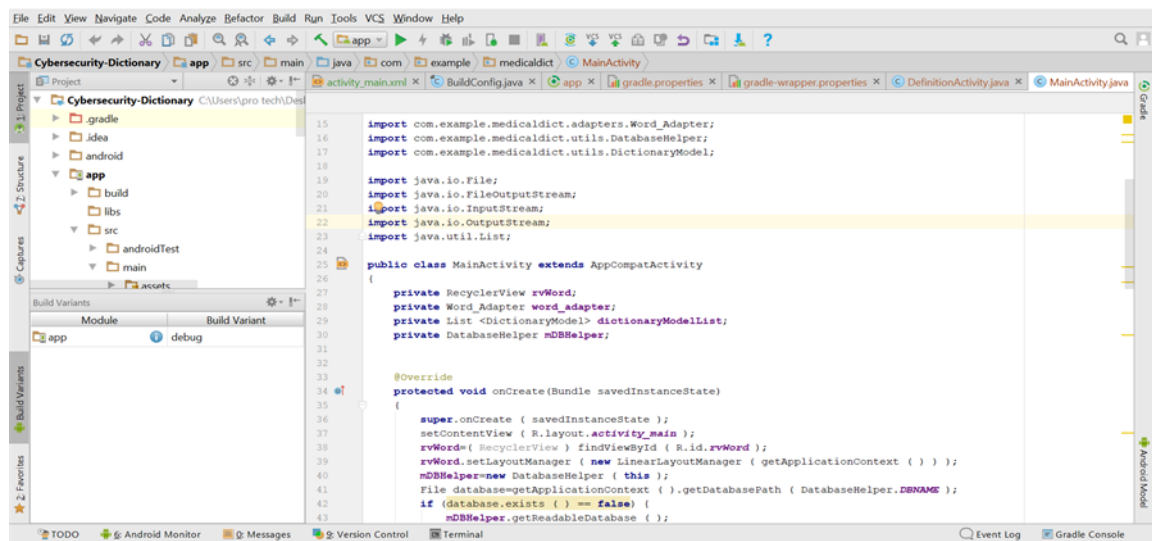 File Edit View Navigate Code Analyze Refactor Build Run Tools VCS Window Help
app
Cybersecurity-Dictionary app src main java com example medicaldict MainActivity
Project
activity_main.xml BuildConfig.java app gradle.properties gradle-wrapper.properties DefinitionActivity.java MainActivity.java
1: Project
2: Structure
Captures
Build Variants
2: Favorites
Cybersecurity-Dictionary C:\Users\pro tech\Des
.gradle
.idea
android
app
build
libs
src
androidTest
main
assets
Build Variants
Module Build Variant
app debug
15 import com.example.medicaldict.adapters.Word_Adapter;
16 import com.example.medicaldict.utils.DatabaseHelper;
17 import com.example.medicaldict.utils.DictionaryModel;
18
19 import java.io.File;
20 import java.io.FileOutputStream;
21 import java.io.InputStream;
22 import java.io.OutputStream;
23 import java.util.List;
24
25 public class MainActivity extends AppCompatActivity
26 {
27 private RecyclerView rvWord;
28 private Word_Adapter word_adapter;
29 private List <DictionaryModel> dictionaryModelList;
30 private DatabaseHelper mDBHelper;
31
32
33 @Override
34 protected void onCreate(Bundle savedInstanceState)
35 {
36 super.onCreate ( savedInstanceState );
37 setContentView ( R.layout.activity_main );
38 rvWord=( RecyclerView ) findViewById ( R.id.rvWord );
39 rvWord.setLayoutManager ( new LinearLayoutManager ( getApplicationContext ( ) ) );
40 mDBHelper=new DatabaseHelper ( this );
41 File database=getApplicationContext ( ).getDatabasePath ( DatabaseHelper.DBNAME );
42 if (database.exists ( ) == false) {
43 mDBHelper.getReadableDatabase ( );
Gradle
Android Model
TODO 6: Android Monitor 0: Messages 9: Version Control Terminal Event Log Gradle Console